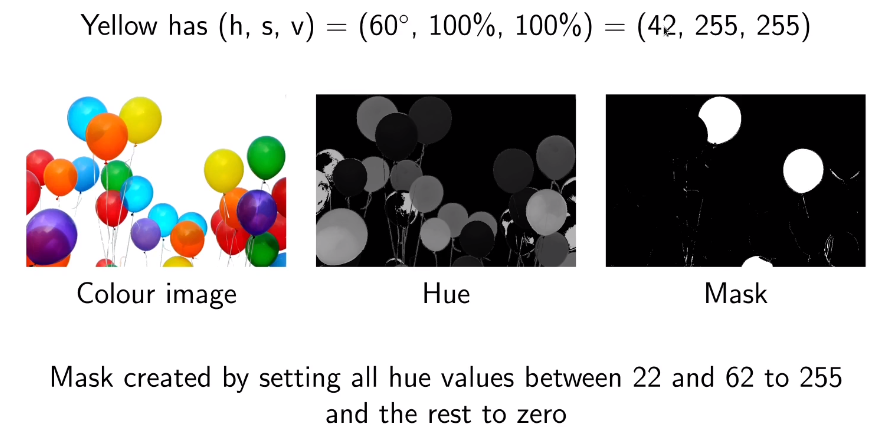 Yellow has (h, s, v) = (60°, 100%, 100%) = (42, 255, 255)
Colour image
Hue
Mask
Mask created by setting all hue values between 22 and 62 to 255
and the rest to zero